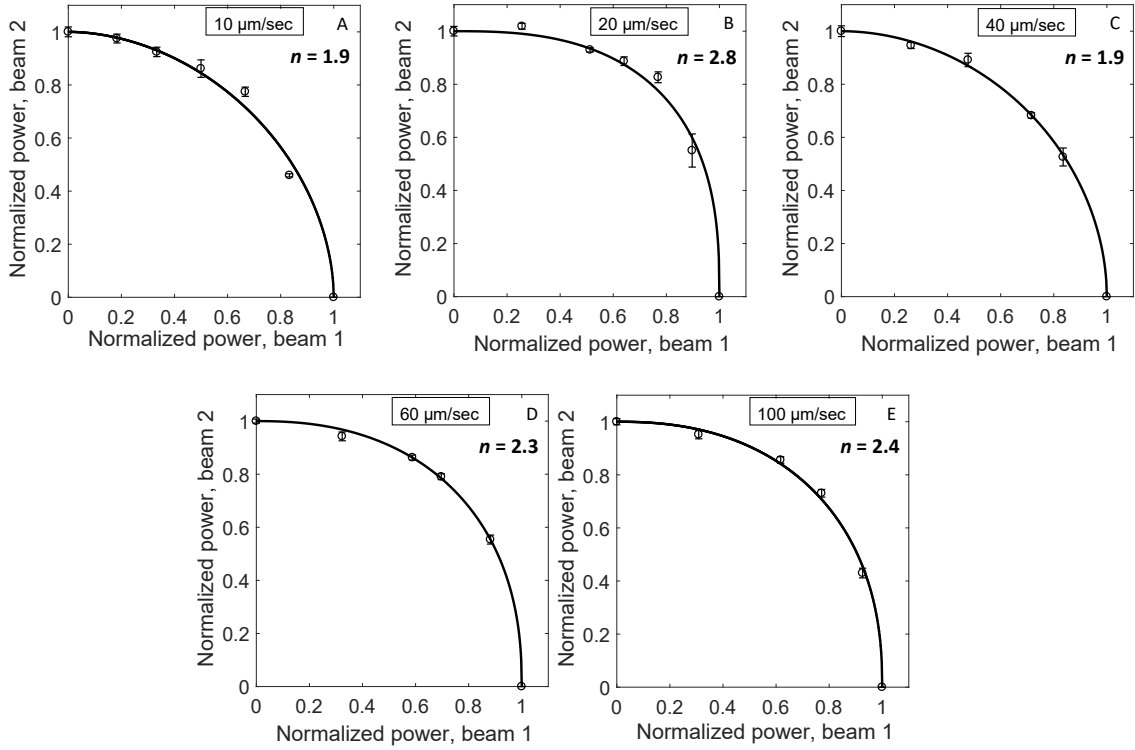 10 µm/sec
A
n = 1.9
1
0.8
0.6
0.4
0.2
0
0 0.2 0.4 0.6 0.8 1
Normalized power, beam 2
Normalized power, beam 1
20 µm/sec
B
n = 2.8
1
0.8
0.6
0.4
0.2
0
0 0.2 0.4 0.6 0.8 1
Normalized power, beam 2
Normalized power, beam 1
40 µm/sec
C
n = 1.9
1
0.8
0.6
0.4
0.2
0
0 0.2 0.4 0.6 0.8 1
Normalized power, beam 2
Normalized power, beam 1
60 µm/sec
D
n = 2.3
1
0.8
0.6
0.4
0.2
0
0 0.2 0.4 0.6 0.8 1
Normalized power, beam 2
Normalized power, beam 1
100 µm/sec
E
n = 2.4
1
0.8
0.6
0.4
0.2
0
0 0.2 0.4 0.6 0.8 1
Normalized power, beam 2
Normalized power, beam 1